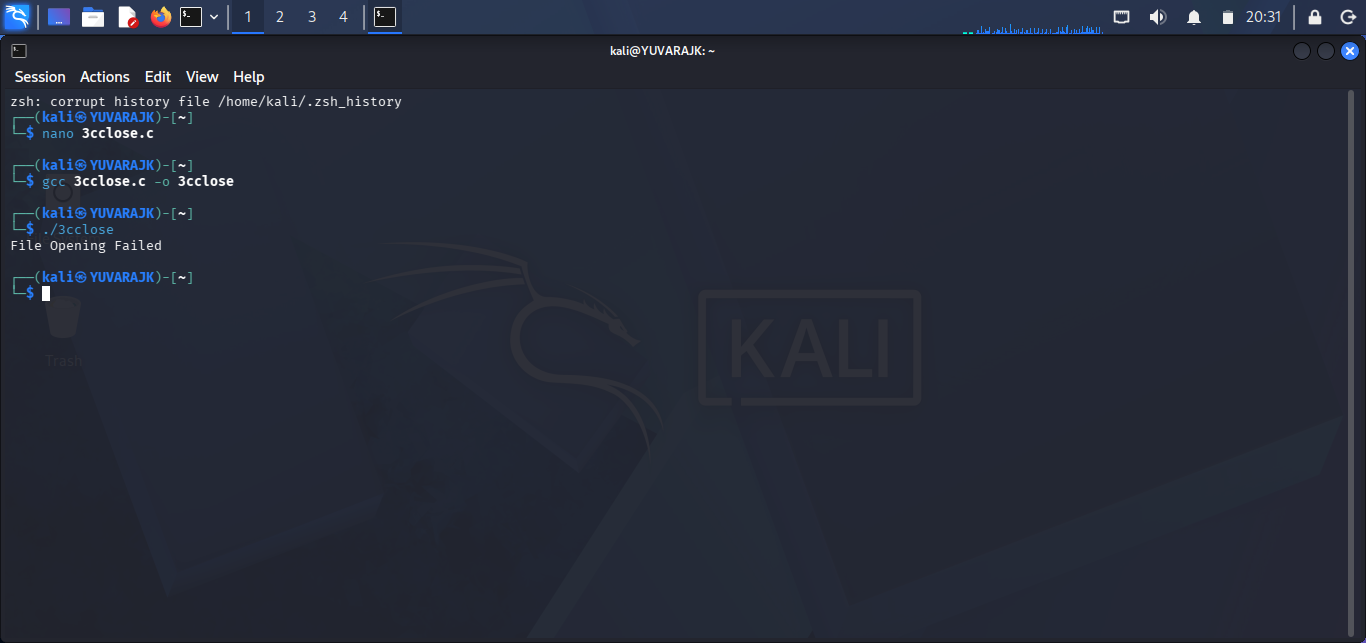 1 2 3 4 20:31
kali@YUVARAJK: ~
Session Actions Edit View Help
zsh: corrupt history file /home/kali/.zsh_history
┌──(kali㉿YUVARAJK)-[~]
└─$ nano 3cclose.c
┌──(kali㉿YUVARAJK)-[~]
└─$ gcc 3cclose.c -o 3cclose
┌──(kali㉿YUVARAJK)-[~]
└─$ ./3cclose
File Opening Failed
┌──(kali㉿YUVARAJK)-[~]
└─$
Trash
KALI